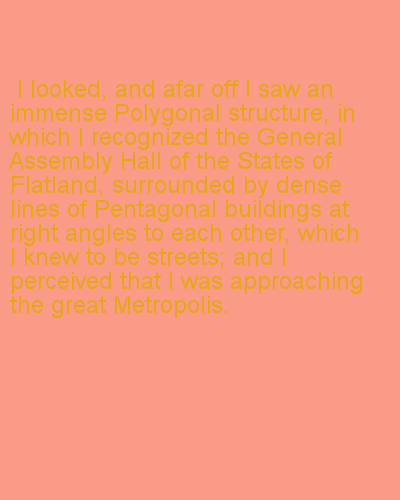 I looked, and afar off I saw an
immense Polygonal structure, in
which I recognized the General
Assembly Hall of the States of
Flatland, surrounded by dense
lines of Pentagonal buildings at
right angles to each other, which
I knew to be streets; and I
perceived that I was approaching
the great Metropolis.